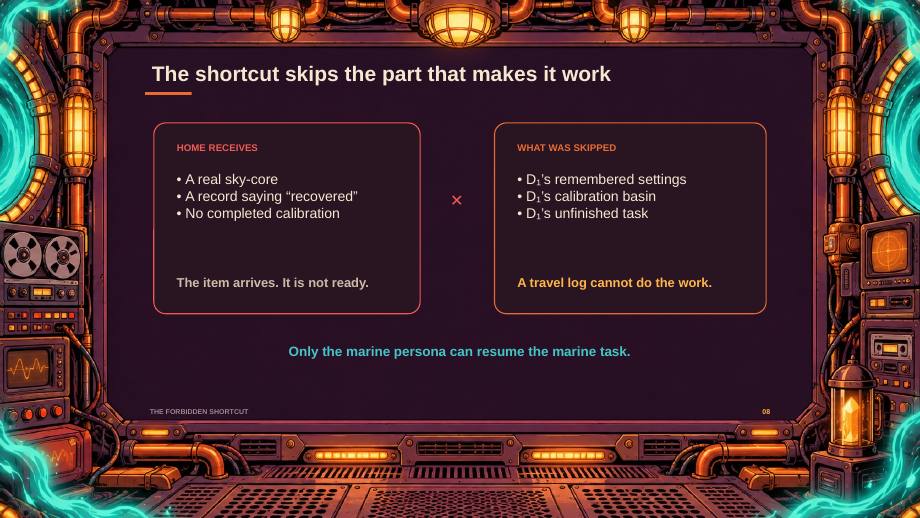 The shortcut skips the part that makes it work
HOME RECEIVES
• A real sky-core
• A record saying “recovered”
• No completed calibration
The item arrives. It is not ready.
×
WHAT WAS SKIPPED
• D₁’s remembered settings
• D₁’s calibration basin
• D₁’s unfinished task
A travel log cannot do the work.
Only the marine persona can resume the marine task.
THE FORBIDDEN SHORTCUT
08